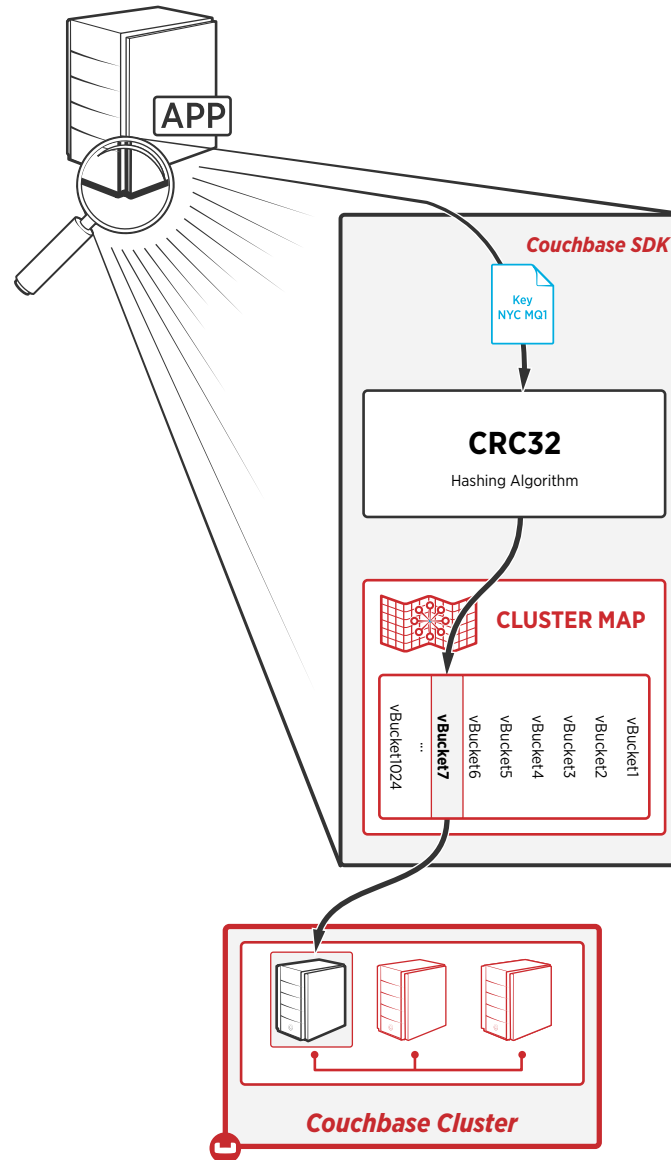 APP
Couchbase SDK
Key
NYC MQ1
CRC32
Hashing Algorithm
CLUSTER MAP
vBucket1
vBucket2
vBucket3
vBucket4
vBucket5
vBucket6
vBucket7
...
vBucket1024
Couchbase Cluster